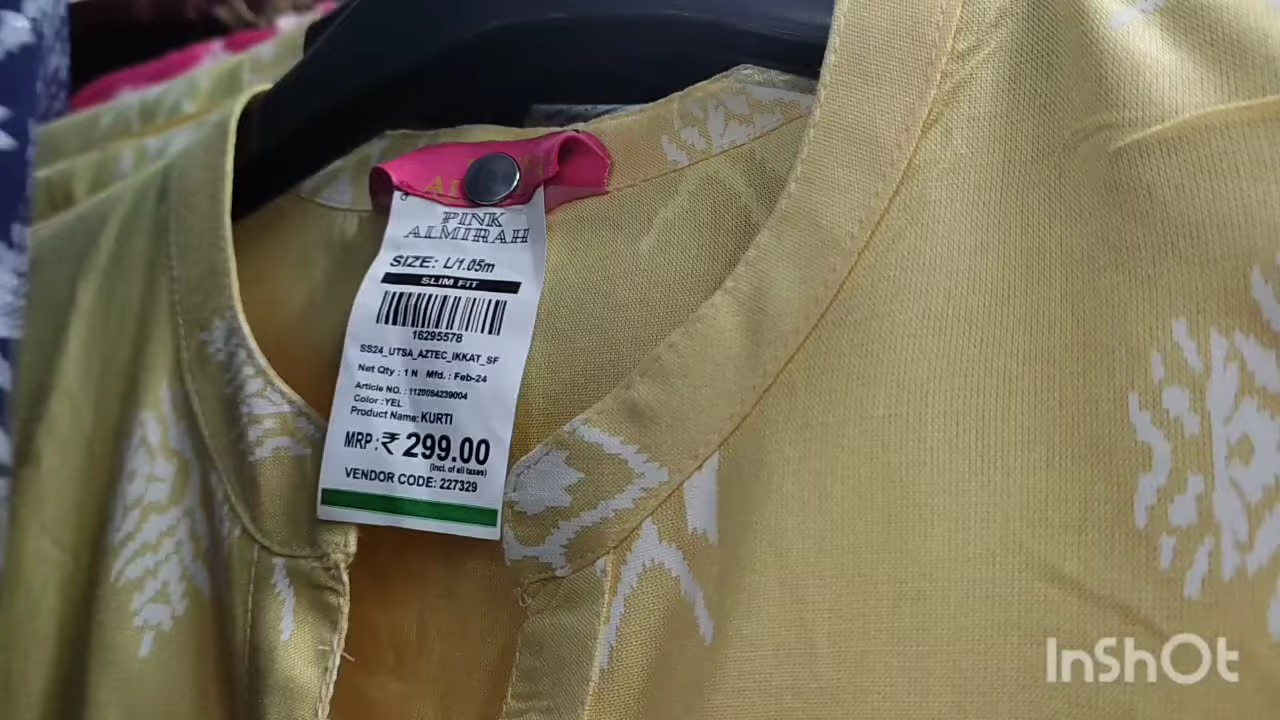 PINK
ALMIRAH
SIZE: L/1.05m
SLIM FIT
16295578
SS24_UTSA_AZTEC_IKKAT_SF
Net Qty : 1 N Mfd. : Feb-24
Article NO. : 1120084239004
Color : YEL
Product Name: KURTI
MRP : ₹ 299.00
(Incl. of all taxes)
VENDOR CODE: 227329
InShOt